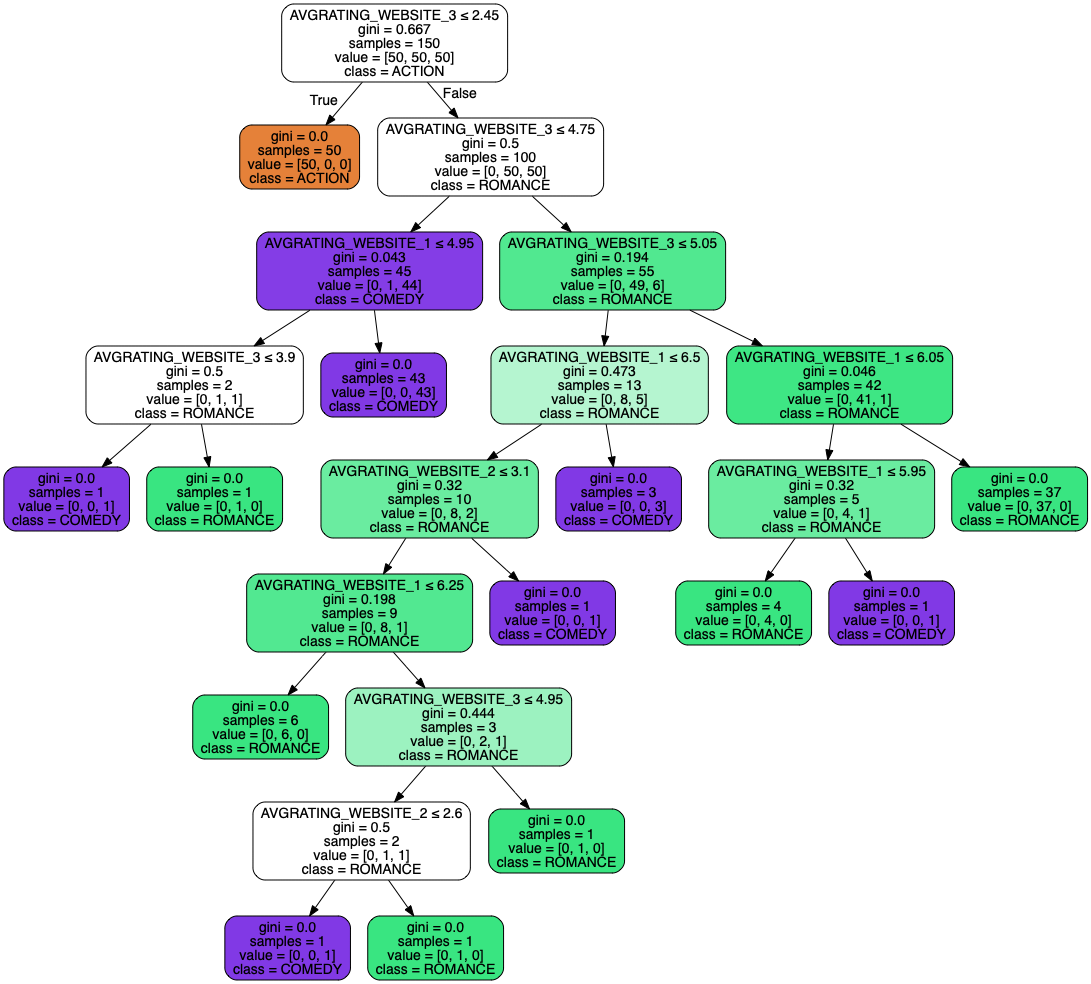 AVGRATING_WEBSITE_3 ≤ 2.45
gini = 0.667
samples = 150
value = [50, 50, 50]
class = ACTION
True
False
gini = 0.0
samples = 50
value = [50, 0, 0]
class = ACTION
AVGRATING_WEBSITE_3 ≤ 4.75
gini = 0.5
samples = 100
value = [0, 50, 50]
class = ROMANCE
AVGRATING_WEBSITE_1 ≤ 4.95
gini = 0.043
samples = 45
value = [0, 1, 44]
class = COMEDY
AVGRATING_WEBSITE_3 ≤ 5.05
gini = 0.194
samples = 55
value = [0, 49, 6]
class = ROMANCE
AVGRATING_WEBSITE_3 ≤ 3.9
gini = 0.5
samples = 2
value = [0, 1, 1]
class = ROMANCE
gini = 0.0
samples = 43
value = [0, 0, 43]
class = COMEDY
AVGRATING_WEBSITE_1 ≤ 6.5
gini = 0.473
samples = 13
value = [0, 8, 5]
class = ROMANCE
AVGRATING_WEBSITE_1 ≤ 6.05
gini = 0.046
samples = 42
value = [0, 41, 1]
class = ROMANCE
gini = 0.0
samples = 1
value = [0, 0, 1]
class = COMEDY
gini = 0.0
samples = 1
value = [0, 1, 0]
class = ROMANCE
AVGRATING_WEBSITE_2 ≤ 3.1
gini = 0.32
samples = 10
value = [0, 8, 2]
class = ROMANCE
gini = 0.0
samples = 3
value = [0, 0, 3]
class = COMEDY
AVGRATING_WEBSITE_1 ≤ 5.95
gini = 0.32
samples = 5
value = [0, 4, 1]
class = ROMANCE
gini = 0.0
samples = 37
value = [0, 37, 0]
class = ROMANCE
AVGRATING_WEBSITE_1 ≤ 6.25
gini = 0.198
samples = 9
value = [0, 8, 1]
class = ROMANCE
gini = 0.0
samples = 1
value = [0, 0, 1]
class = COMEDY
gini = 0.0
samples = 4
value = [0, 4, 0]
class = ROMANCE
gini = 0.0
samples = 1
value = [0, 0, 1]
class = COMEDY
gini = 0.0
samples = 6
value = [0, 6, 0]
class = ROMANCE
AVGRATING_WEBSITE_3 ≤ 4.95
gini = 0.444
samples = 3
value = [0, 2, 1]
class = ROMANCE
AVGRATING_WEBSITE_2 ≤ 2.6
gini = 0.5
samples = 2
value = [0, 1, 1]
class = ROMANCE
gini = 0.0
samples = 1
value = [0, 1, 0]
class = ROMANCE
gini = 0.0
samples = 1
value = [0, 0, 1]
class = COMEDY
gini = 0.0
samples = 1
value = [0, 1, 0]
class = ROMANCE